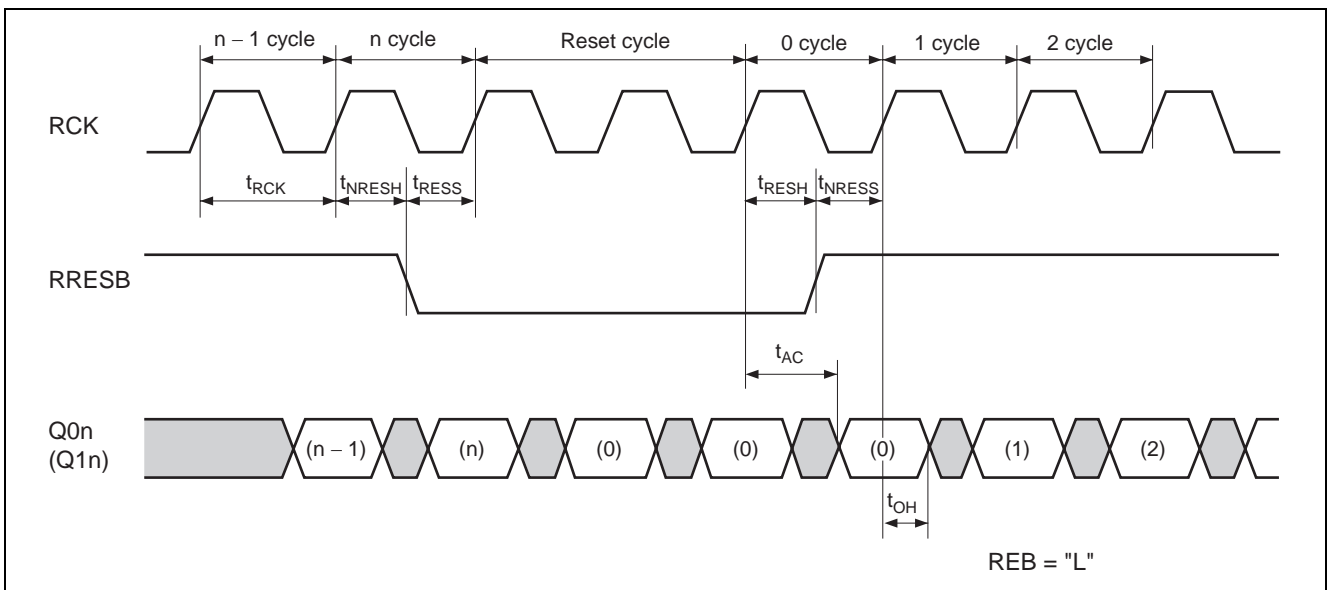 n – 1 cycle n cycle Reset cycle 0 cycle 1 cycle 2 cycle
RCK
tRCK tNRESH tRESS tRESH tNRESS
RRESB
tAC
Q0n
(Q1n)
(n – 1) (n) (0) (0) (0) (1) (2)
tOH
REB = "L"